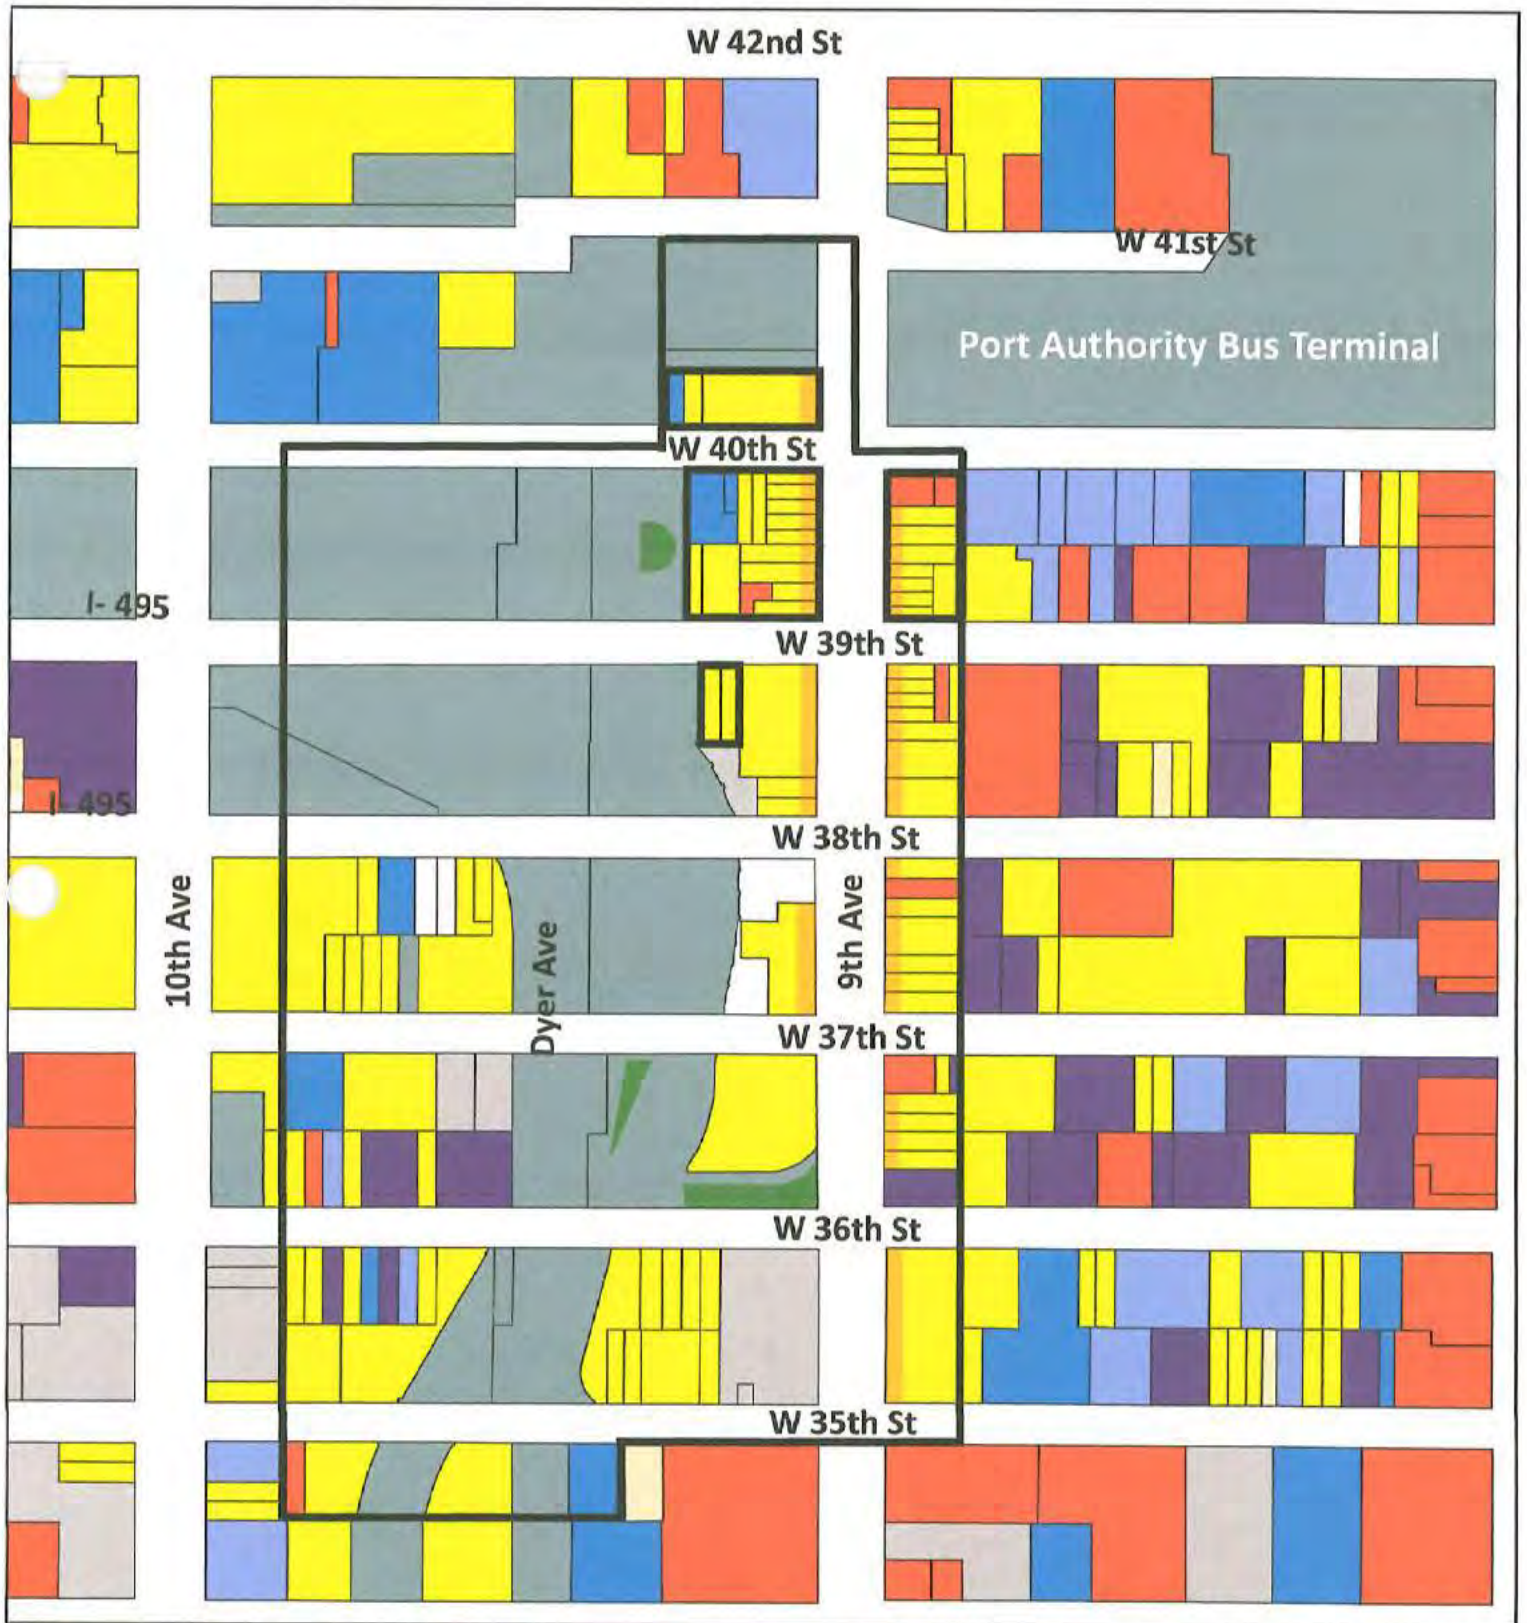 W 42nd St
W 41st St
Port Authority Bus Terminal
W 40th St
I- 495
W 39th St
I- 495
W 38th St
10th Ave
9th Ave
Dyer Ave
W 37th St
W 36th St
W 35th St